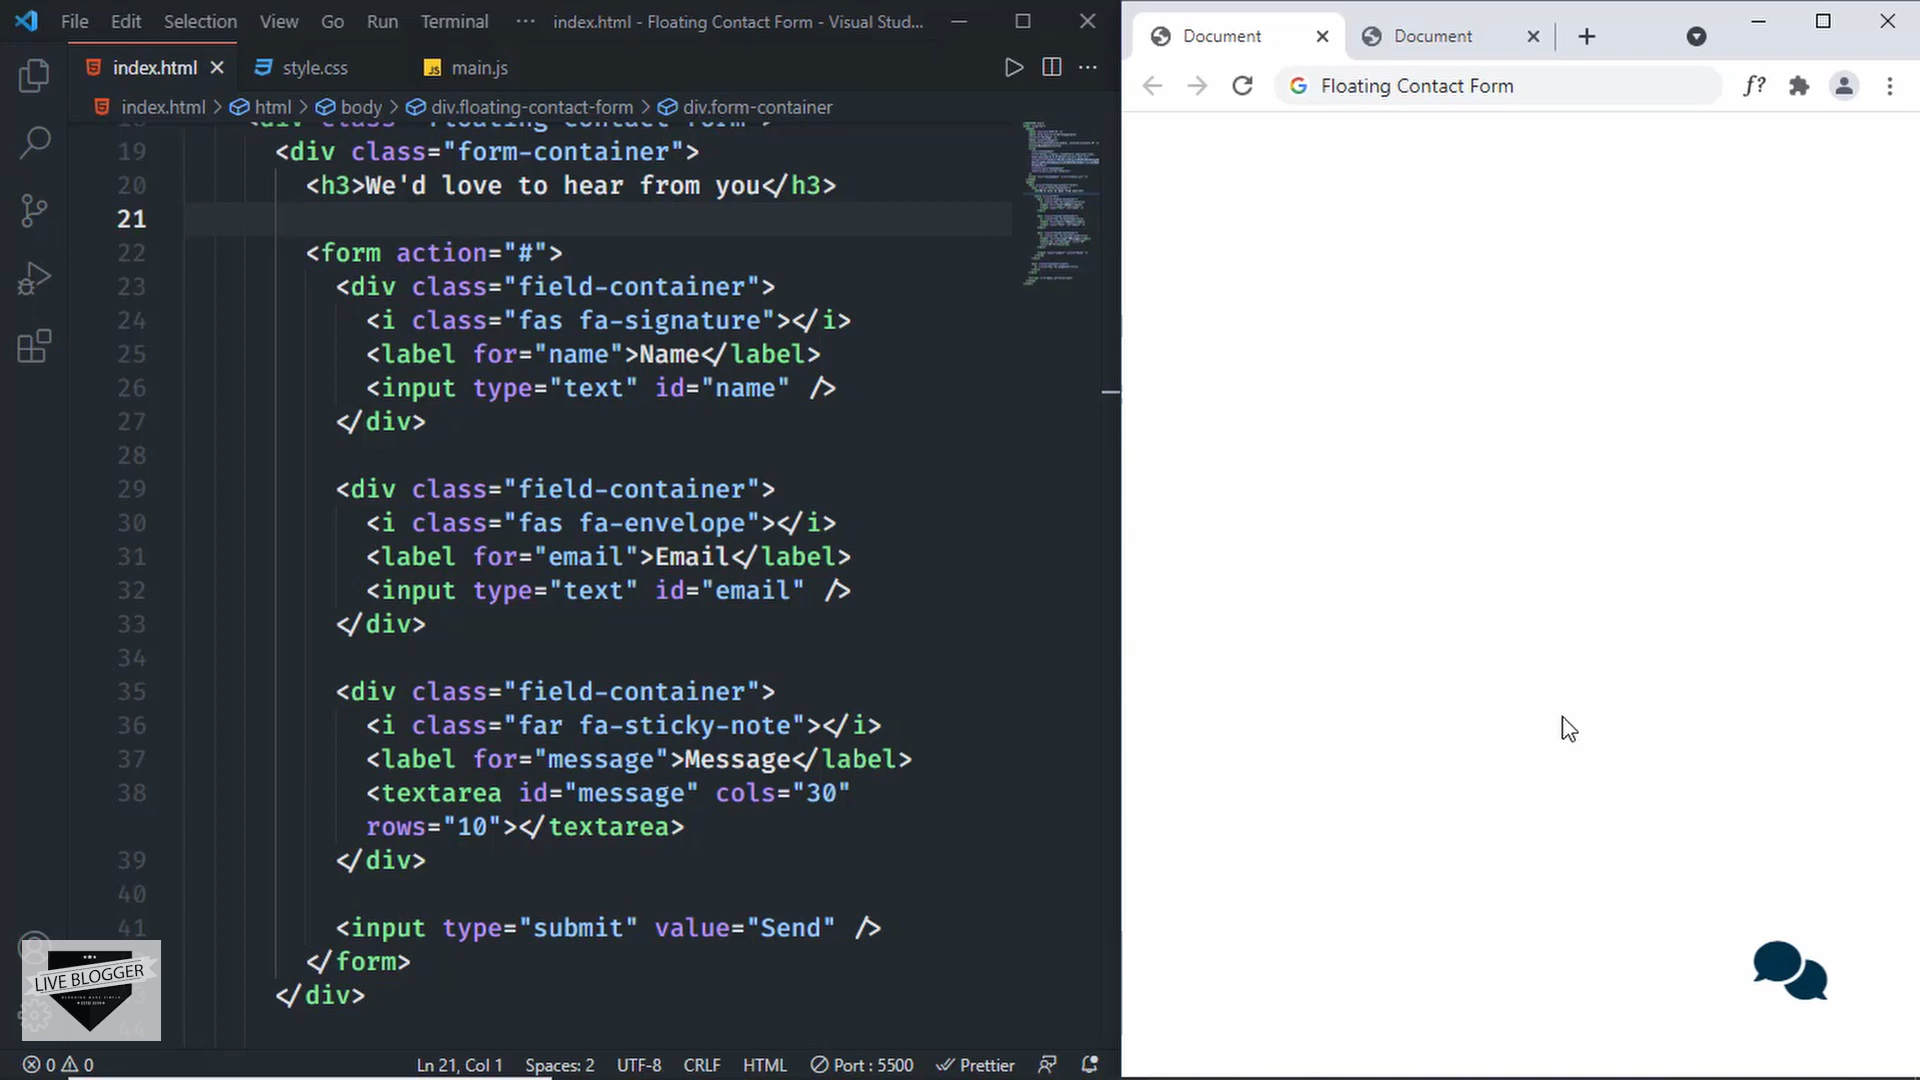 File Edit Selection View Go Run Terminal ··· index.html - Floating Contact Form - Visual Stud...
index.html style.css main.js
index.html > html > body > div.floating-contact-form > div.form-container
19 <div class="form-container">
20 <h3>We'd love to hear from you</h3>
21
22 <form action="#">
23 <div class="field-container">
24 <i class="fas fa-signature"></i>
25 <label for="name">Name</label>
26 <input type="text" id="name" />
27 </div>
28
29 <div class="field-container">
30 <i class="fas fa-envelope"></i>
31 <label for="email">Email</label>
32 <input type="text" id="email" />
33 </div>
34
35 <div class="field-container">
36 <i class="far fa-sticky-note"></i>
37 <label for="message">Message</label>
38 <textarea id="message" cols="30"
rows="10"></textarea>
39 </div>
40
41 <input type="submit" value="Send" />
</form>
</div>
44
LIVE BLOGGER
0 0 Ln 21, Col 1 Spaces: 2 UTF-8 CRLF HTML Port : 5500 Prettier
Document Document
Floating Contact Form f?